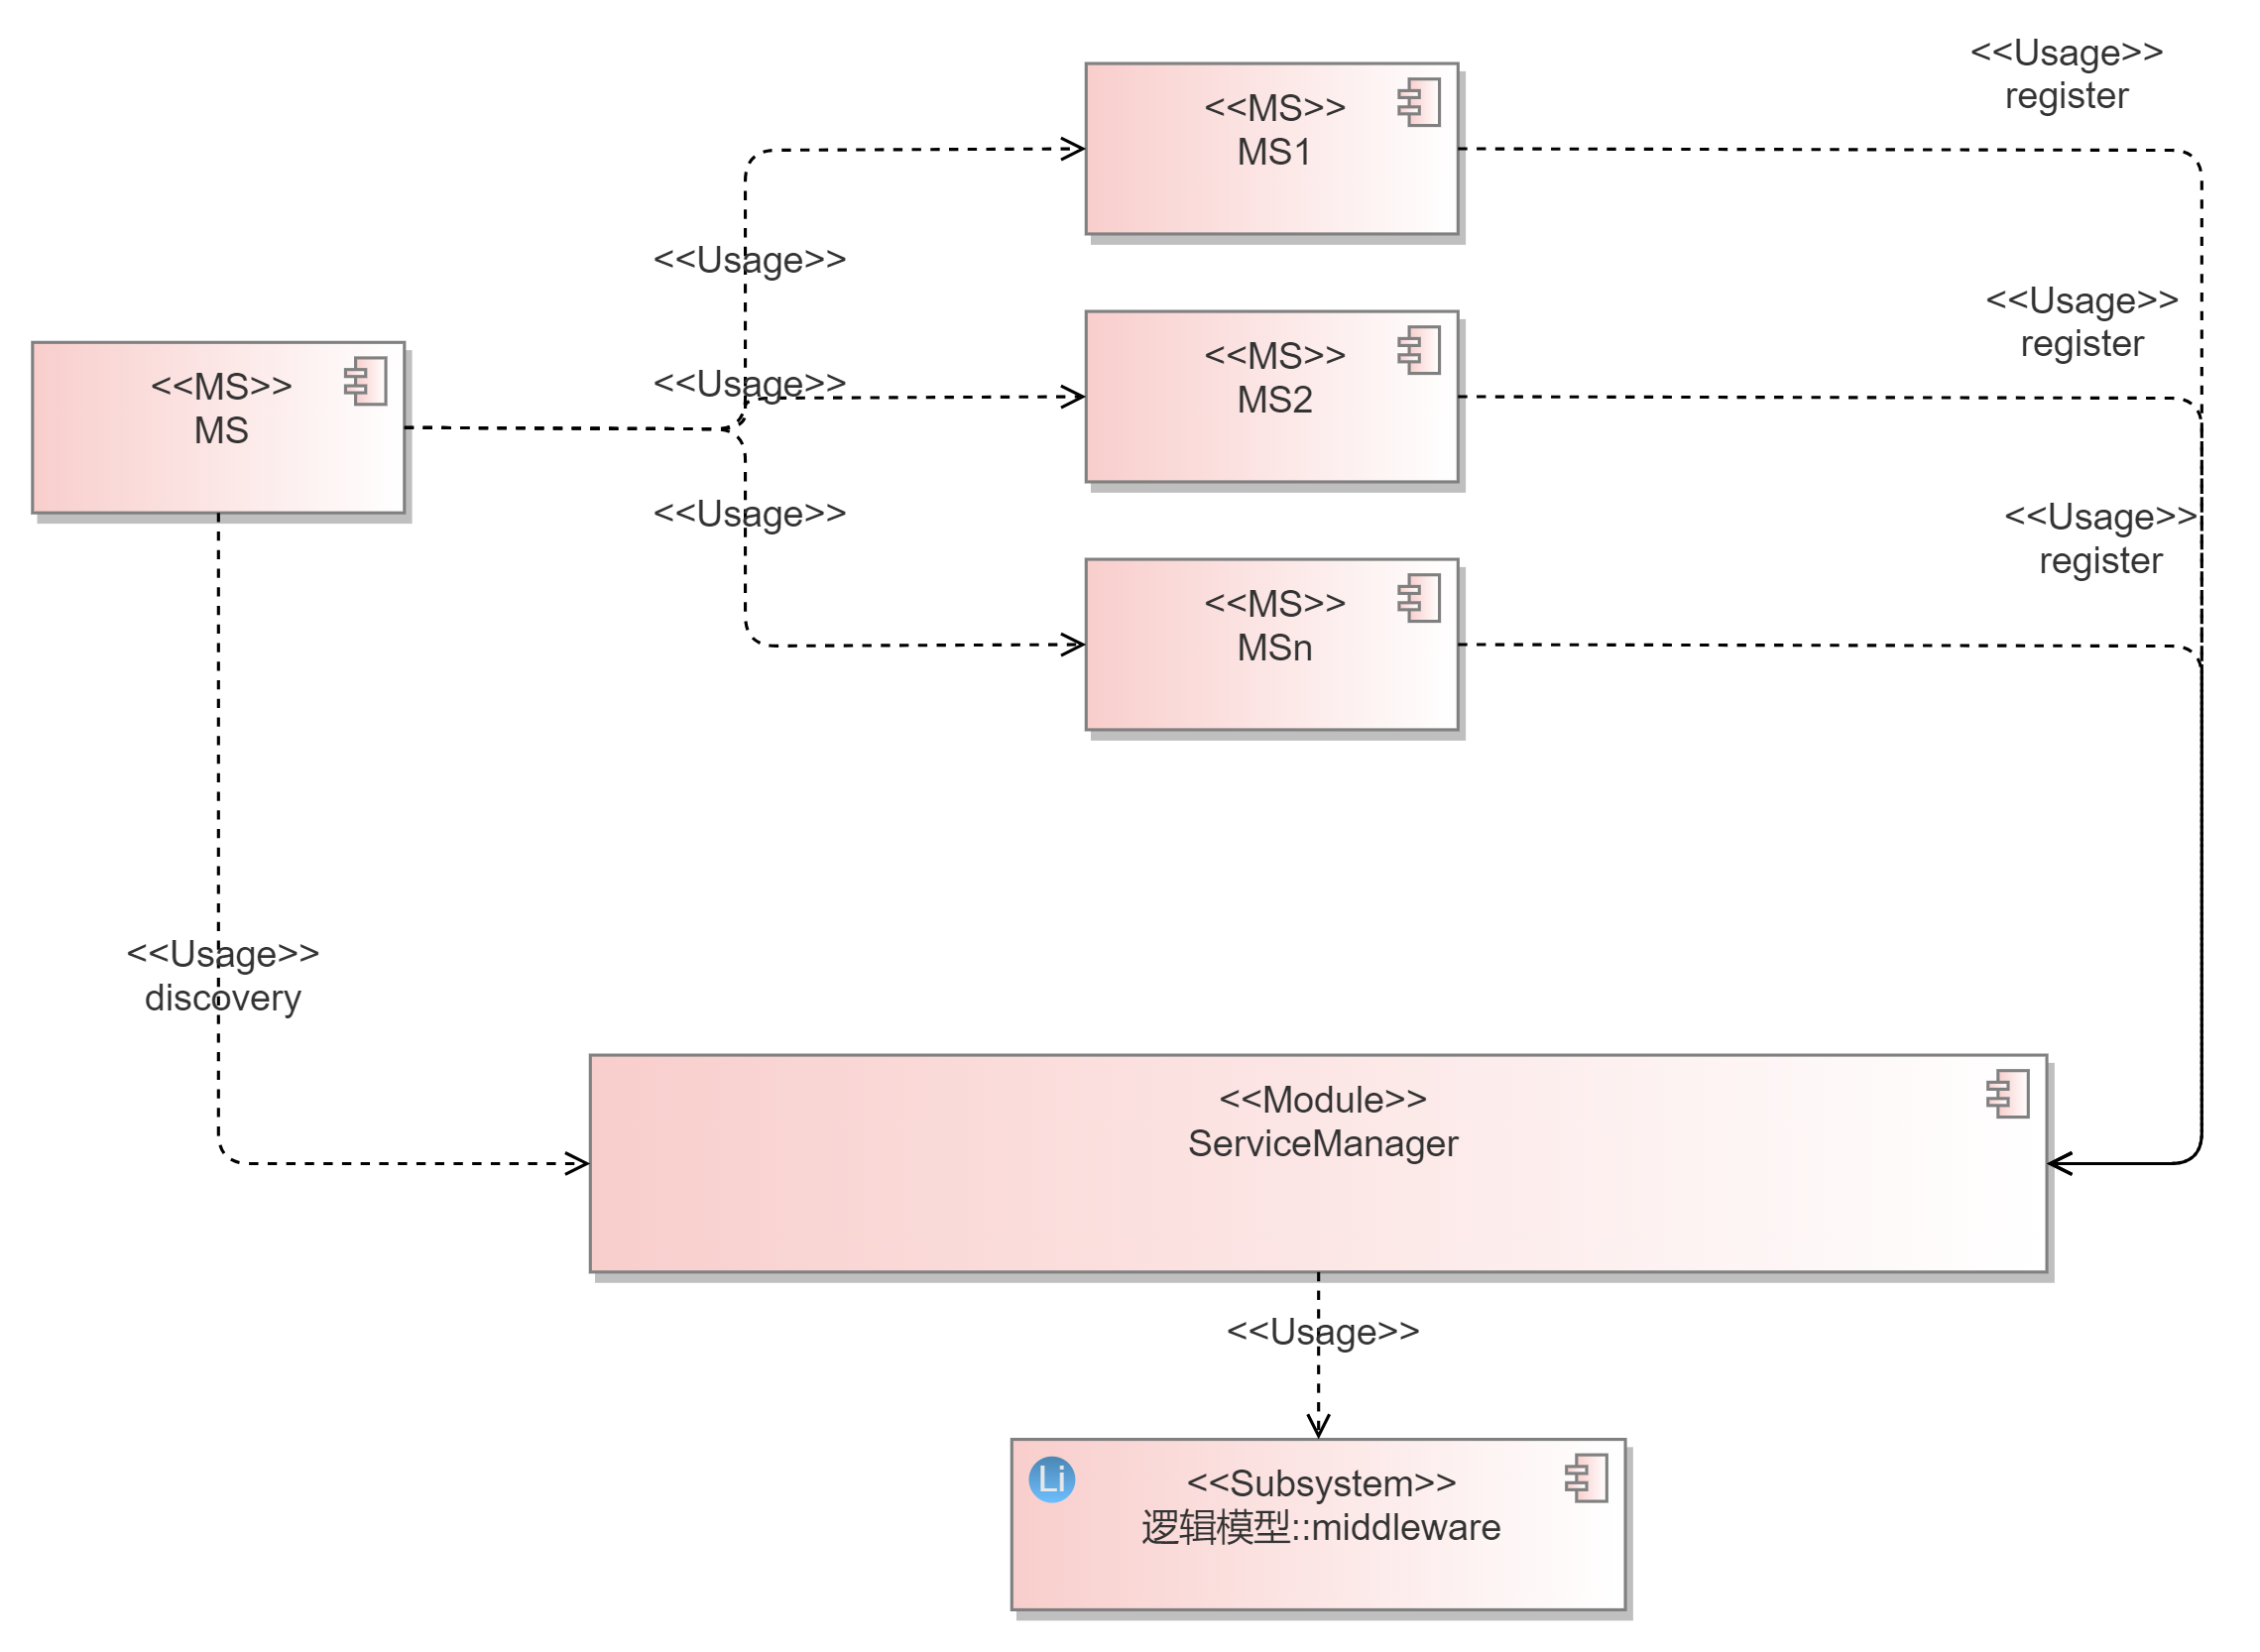 <<Usage>>
register
<<MS>>
MS1
<<Usage>>
<<Usage>>
register
<<MS>>
MS2
<<MS>>
MS
<<Usage>>
<<Usage>>
<<Usage>>
register
<<MS>>
MSn
<<Usage>>
discovery
<<Module>>
ServiceManager
<<Usage>>
Li
<<Subsystem>>
逻辑模型::middleware